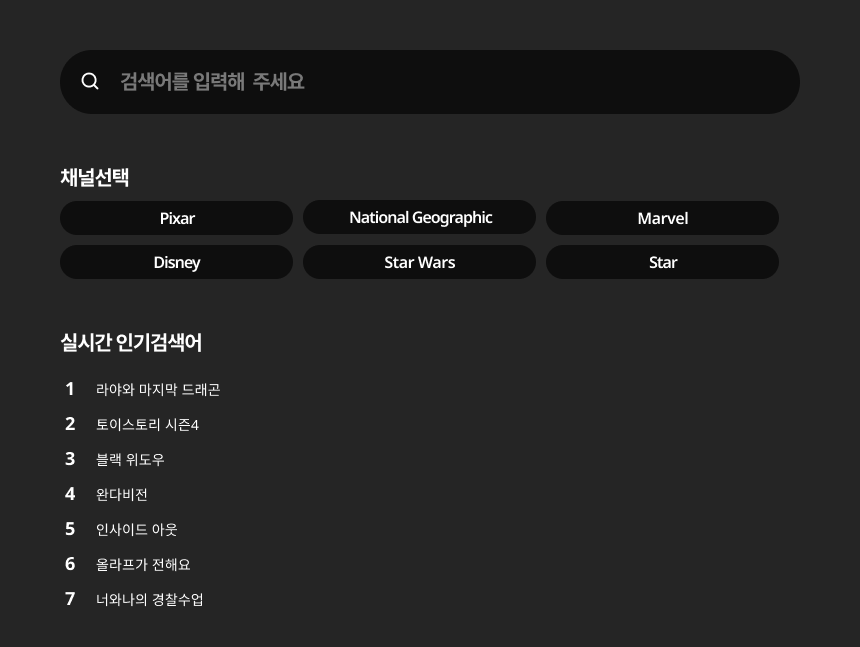 검색어를 입력해 주세요
채널선택
Pixar
National Geographic
Marvel
Disney
Star Wars
Star
실시간 인기검색어
1 라야와 마지막 드래곤
2 토이스토리 시즌4
3 블랙 위도우
4 완다비전
5 인사이드 아웃
6 올라프가 전해요
7 너와나의 경찰수업